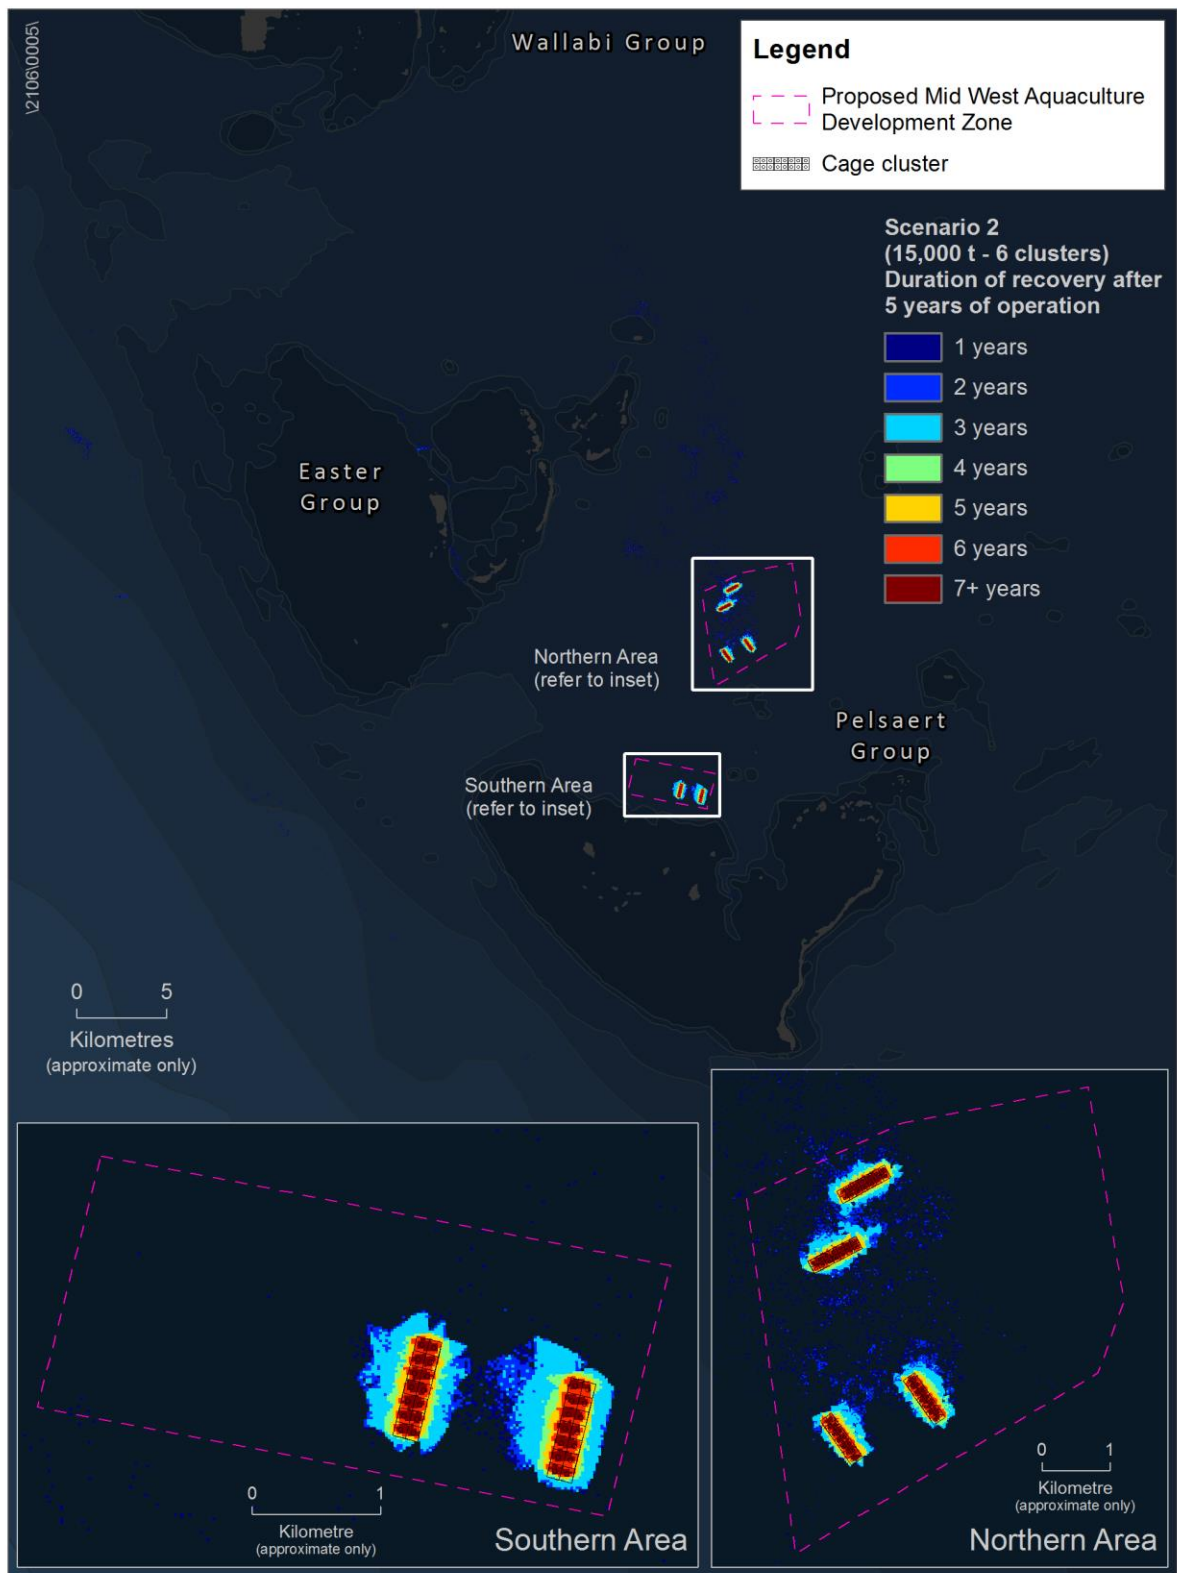 \2106\0005\
Wallabi Group
Legend
Proposed Mid West Aquaculture
Development Zone
Cage cluster
Scenario 2
(15,000 t - 6 clusters)
Duration of recovery after
5 years of operation
1 years
2 years
3 years
4 years
5 years
6 years
7+ years
Easter
Group
Northern Area
(refer to inset)
Pelsaert
Group
Southern Area
(refer to inset)
0 5
Kilometres
(approximate only)
0 1
Kilometre
(approximate only)
Southern Area
0 1
Kilometre
(approximate only)
Northern Area